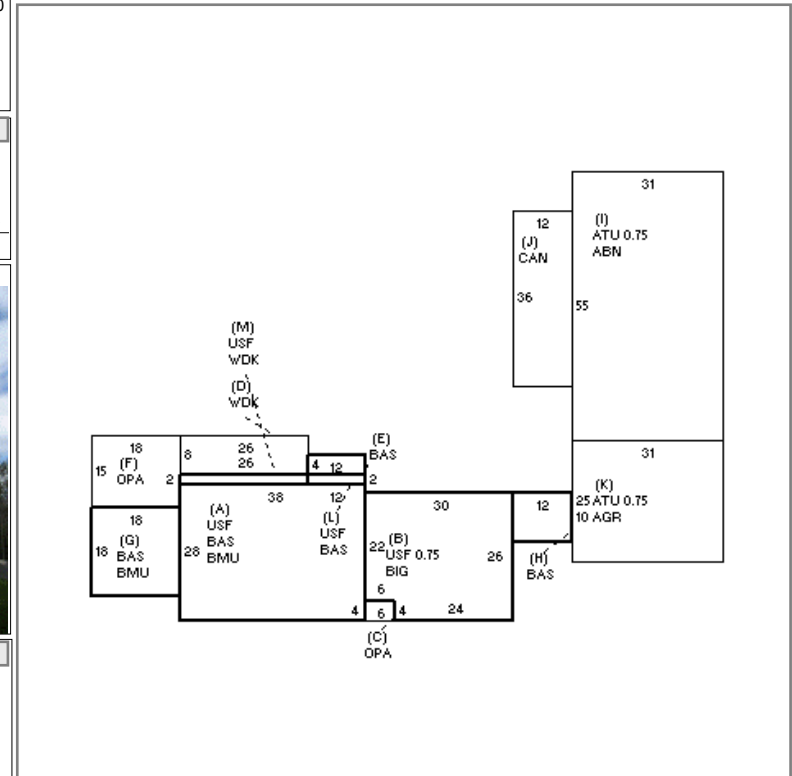 31
(I)
ATU 0.75
ABN
12
(J)
CAN
36
55
(M)
USF
WDK
(D)
WDK
(E)
BAS
18
(F)
OPA
15
2
8
26
26
4 12
2
31
(K)
25 ATU 0.75
10 AGR
38
12
30
12
(A)
USF
BAS
BMU
28
(L)
USF
BAS
18
(G)
BAS
BMU
18
22
(B)
USF 0.75
BIG
26
(H)
BAS
6
4
6
4
24
(C)
OPA